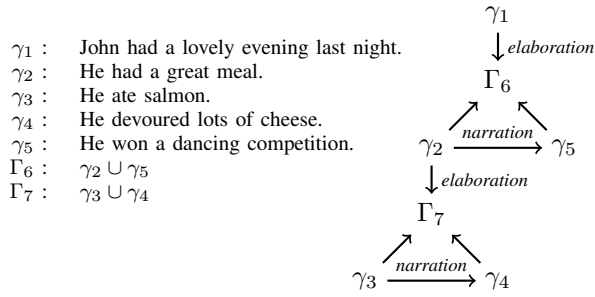 γ₁ : John had a lovely evening last night.
γ₂ : He had a great meal.
γ₃ : He ate salmon.
γ₄ : He devoured lots of cheese.
γ₅ : He won a dancing competition.
Γ₆ : γ₂ ∪ γ₅
Γ₇ : γ₃ ∪ γ₄
γ₁
elaboration
Γ₆
narration
γ₂ γ₅
elaboration
Γ₇
narration
γ₃ γ₄